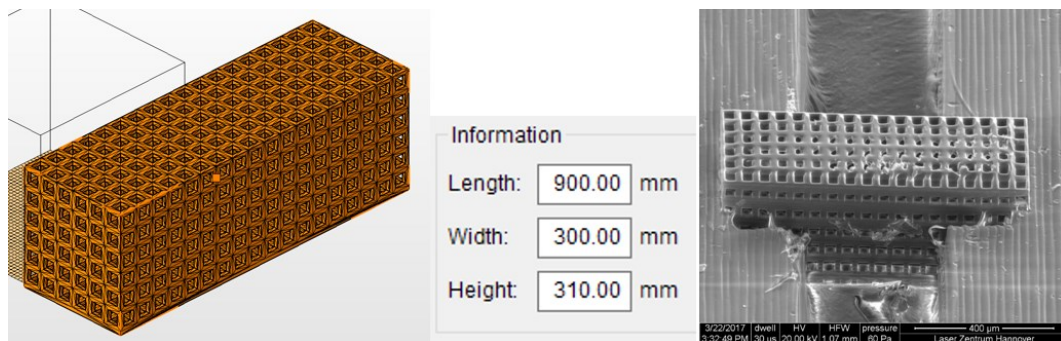 Information
Length: 900.00 mm
Width: 300.00 mm
Height: 310.00 mm
3/22/2017 dwell HV HFW pressure 400 µm
3:32:49 PM 30 µs 20.00 kV 1.07 mm 60 Pa Laser Zentrum Hannover